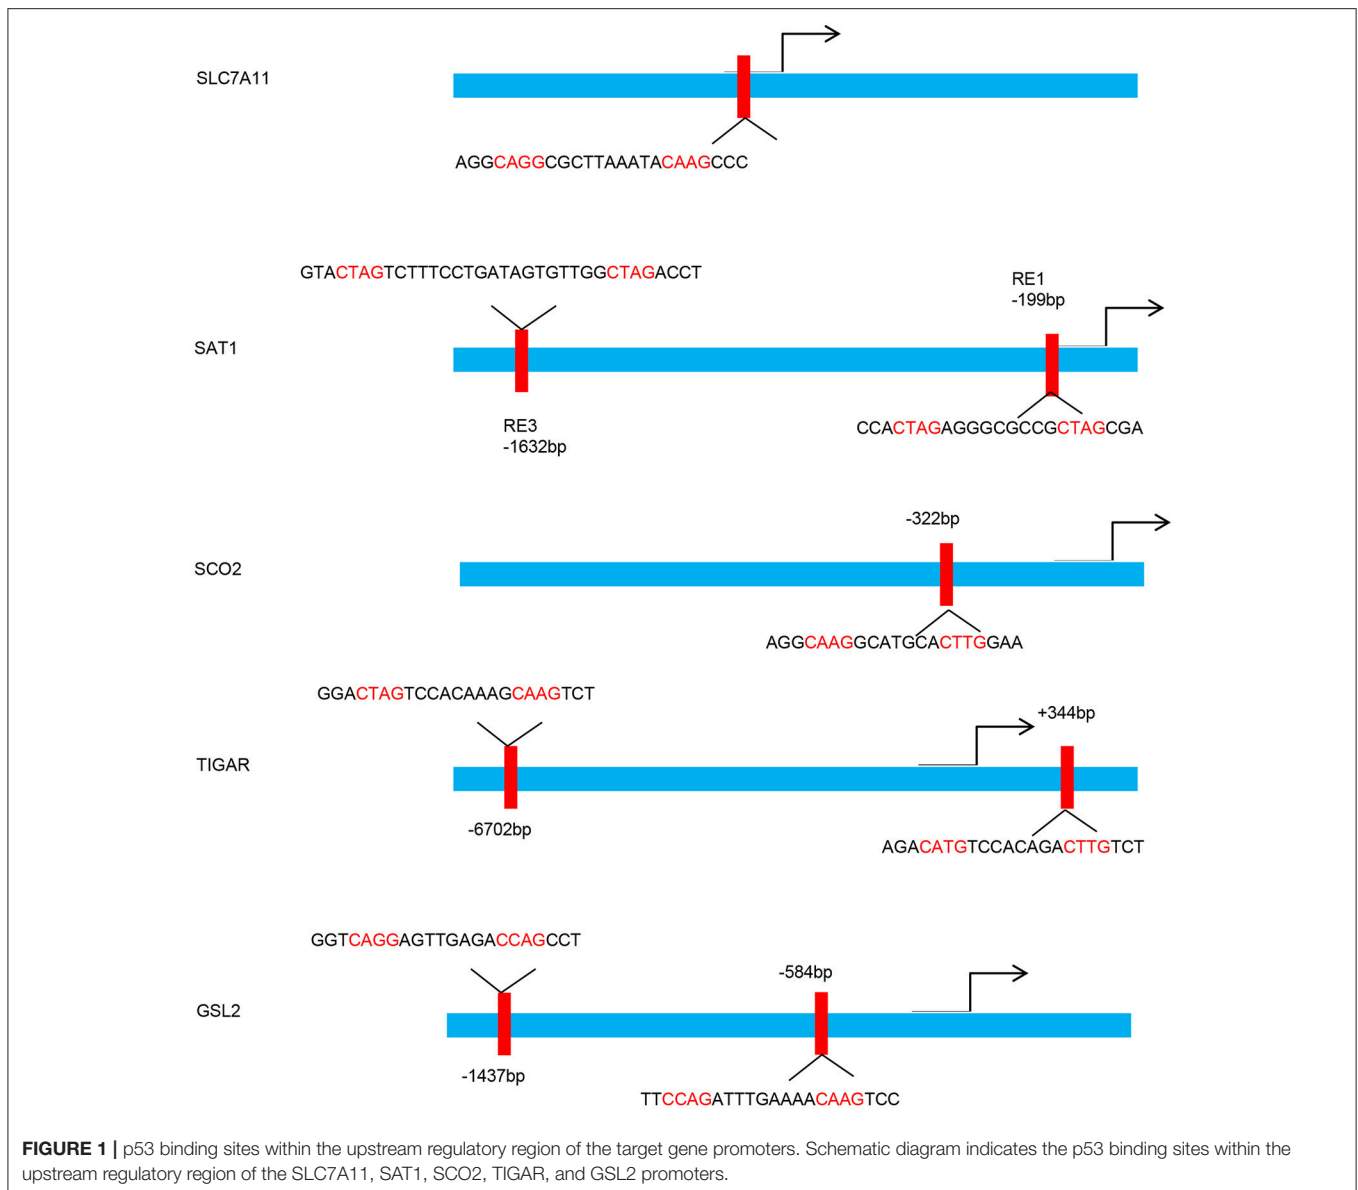 SLC7A11
AGGCAGGCGCTTAAATACAAGCCC
GTACTAGTCTTTCCTGATAGTGTTGGCTAGACCT
RE1
-199bp
SAT1
RE3
-1632bp
CCACTAGAGGGCGCCGCTAGCGA
-322bp
SCO2
AGGCAAGGCATGCACTTGGAA
GGACTAGTCCACAAAGCAAGTCT
+344bp
TIGAR
-6702bp
AGACATGTCCACAGACTTGTCT
GGTCAGGAGTTGAGACCAGCCT
-584bp
GSL2
-1437bp
TTCCAGATTTGAAAACAAGTCC
FIGURE 1 | p53 binding sites within the upstream regulatory region of the target gene promoters. Schematic diagram indicates the p53 binding sites within the
upstream regulatory region of the SLC7A11, SAT1, SCO2, TIGAR, and GSL2 promoters.